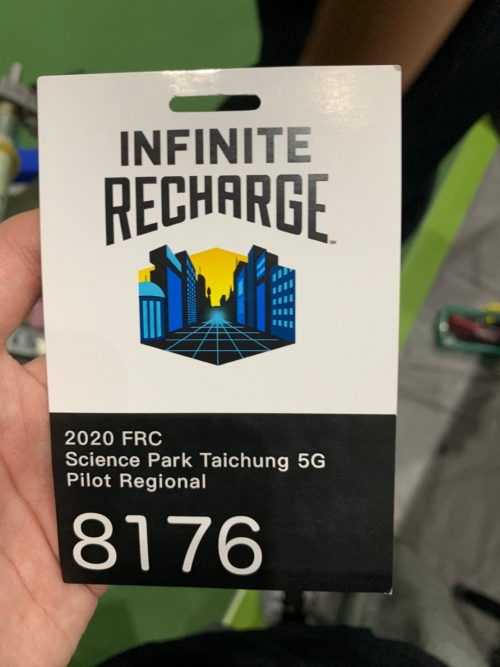 INFINITE
RECHARGE
2020 FRC
Science Park Taichung 5G
Pilot Regional
8176